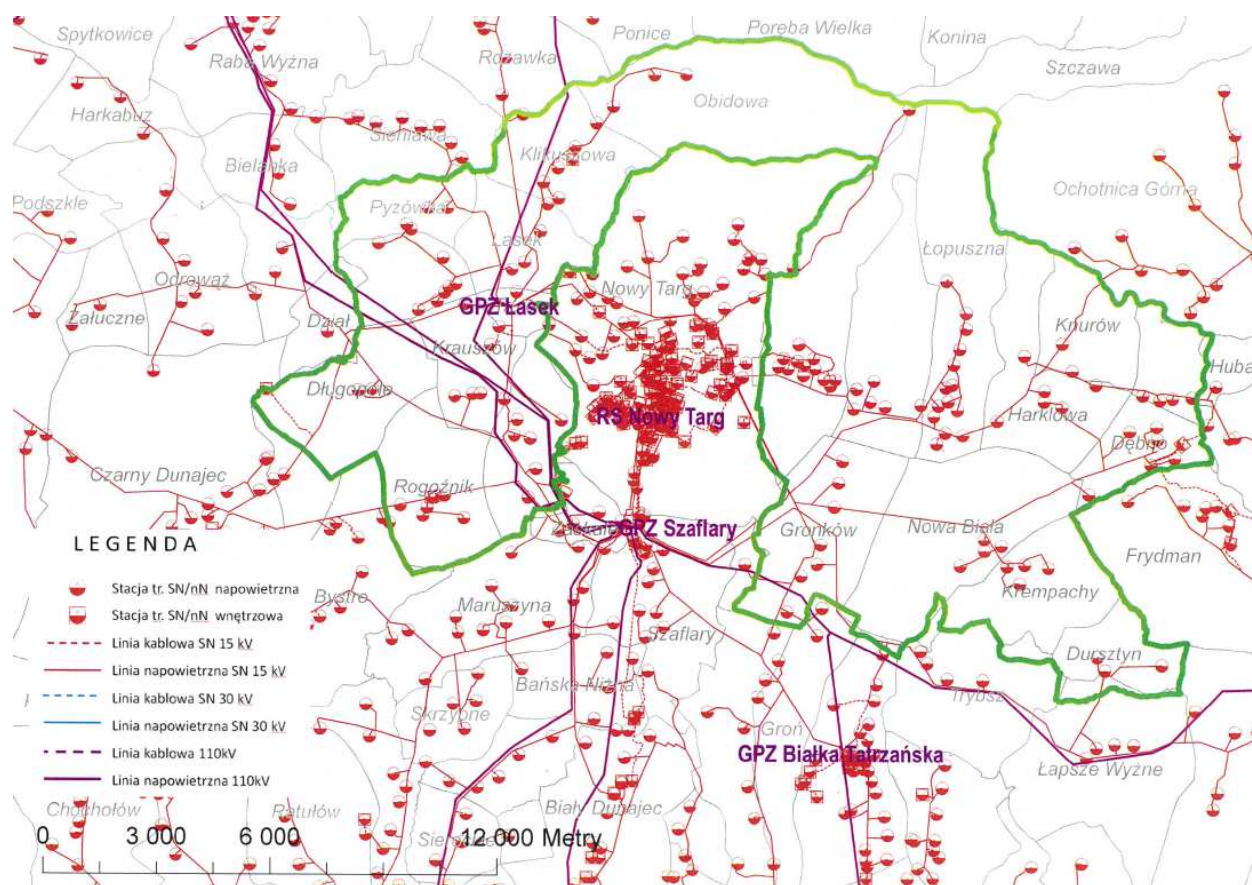 Spytkowice
Ponice
Poręba Wielka
Konina
Raba Wyżna
Rdzawka
Szczawa
Harkabuz
Obidowa
Sieniawa
Klikuszowa
Bielanka
Podszkle
Pyzówka
Ochotnica Górna
Lasek
Łopuszna
Odrowąż
Nowy Targ
GPZ Lasek
Załuczne
Dział
Knurów
Krauszów
Huba
Długopole
RS Nowy Targ
Harklowa
Dębno
Czarny Dunajec
Rogoźnik
Zaskale
GPZ Szaflary
Gronków
Nowa Biała
Frydman
LEGENDA
Stacja tr. SN/nN napowietrzna
Stacja tr. SN/nN wnętrzowa
Linia kablowa SN 15 kV
Linia napowietrzna SN 15 kV
Linia kablowa SN 30 kV
Linia napowietrzna SN 30 kV
Linia kablowa 110kV
Linia napowietrzna 110kV
Bystre
Maruszyna
Krempachy
Szaflary
Dursztyn
Bańska Niżna
Trybsz
Skrzypne
Groń
GPZ Białka Tatrzańska
Łapsze Wyżne
Chochołów
Ratułów
Biały Dunajec
0 3 000 6 000 12 000 Metry